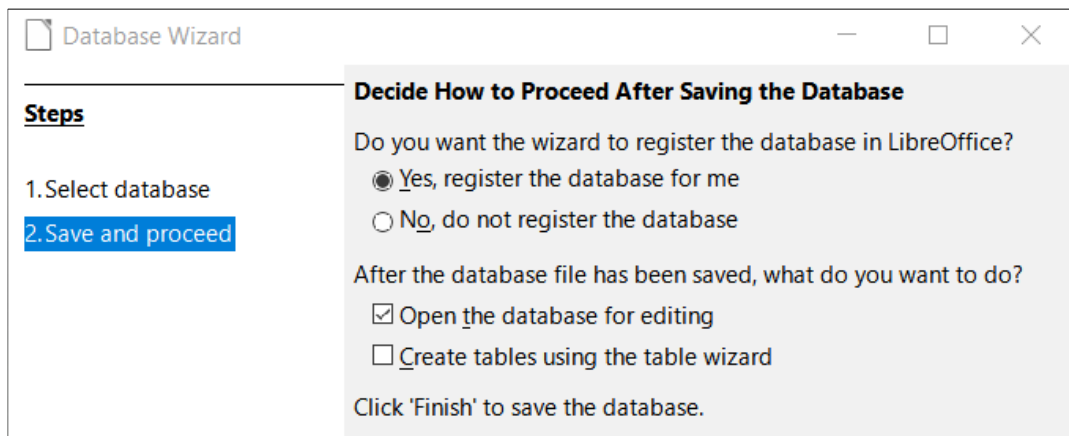 Database Wizard
Steps
1.Select database
2.Save and proceed
Decide How to Proceed After Saving the Database
Do you want the wizard to register the database in LibreOffice?
Yes, register the database for me
No, do not register the database
After the database file has been saved, what do you want to do?
Open the database for editing
Create tables using the table wizard
Click 'Finish' to save the database.